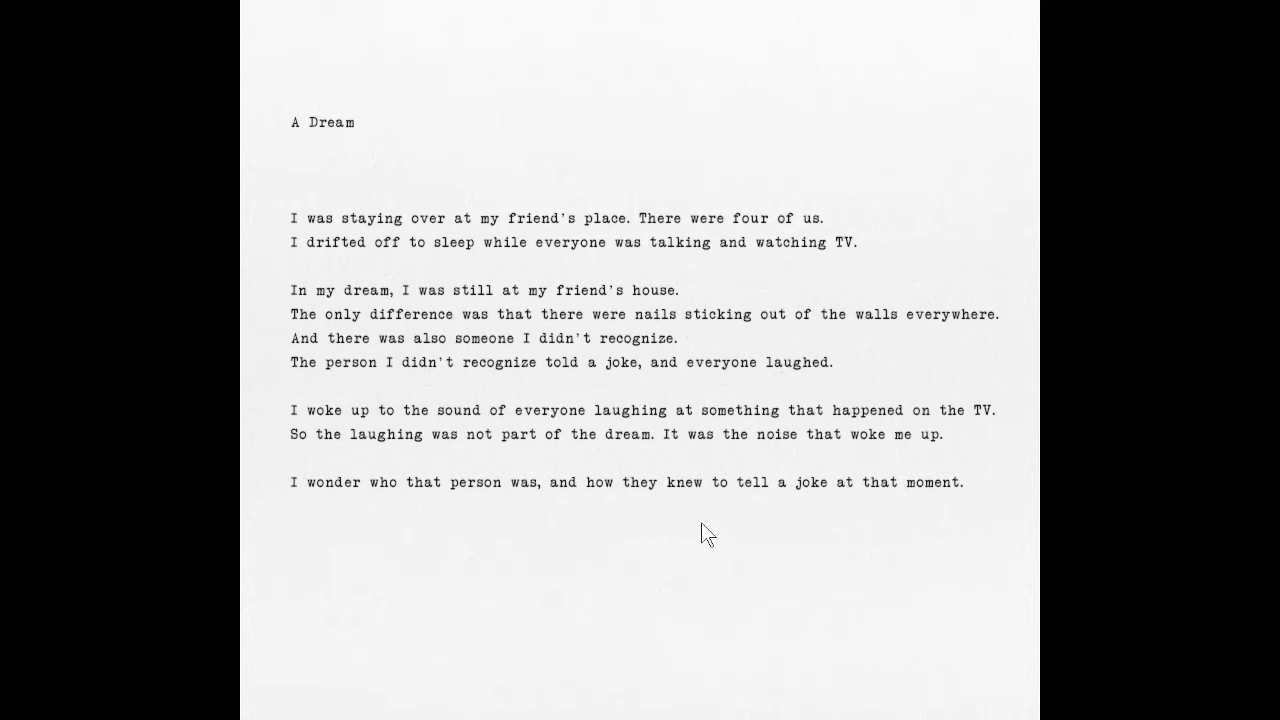 A Dream
I was staying over at my friend's place. There were four of us.
I drifted off to sleep while everyone was talking and watching TV.
In my dream, I was still at my friend's house.
The only difference was that there were nails sticking out of the walls everywhere.
And there was also someone I didn't recognize.
The person I didn't recognize told a joke, and everyone laughed.
I woke up to the sound of everyone laughing at something that happened on the TV.
So the laughing was not part of the dream. It was the noise that woke me up.
I wonder who that person was, and how they knew to tell a joke at that moment.